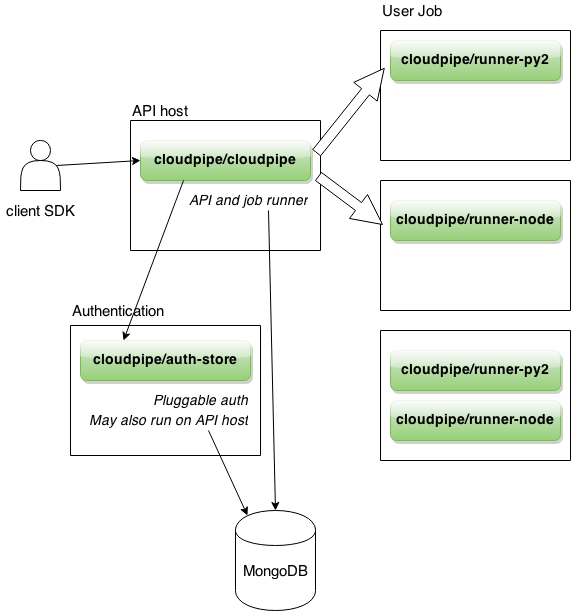 User Job
cloudpipe/runner-py2
API host
cloudpipe/cloudpipe
API and job runner
client SDK
cloudpipe/runner-node
Authentication
cloudpipe/auth-store
Pluggable auth
May also run on API host
cloudpipe/runner-py2
cloudpipe/runner-node
MongoDB